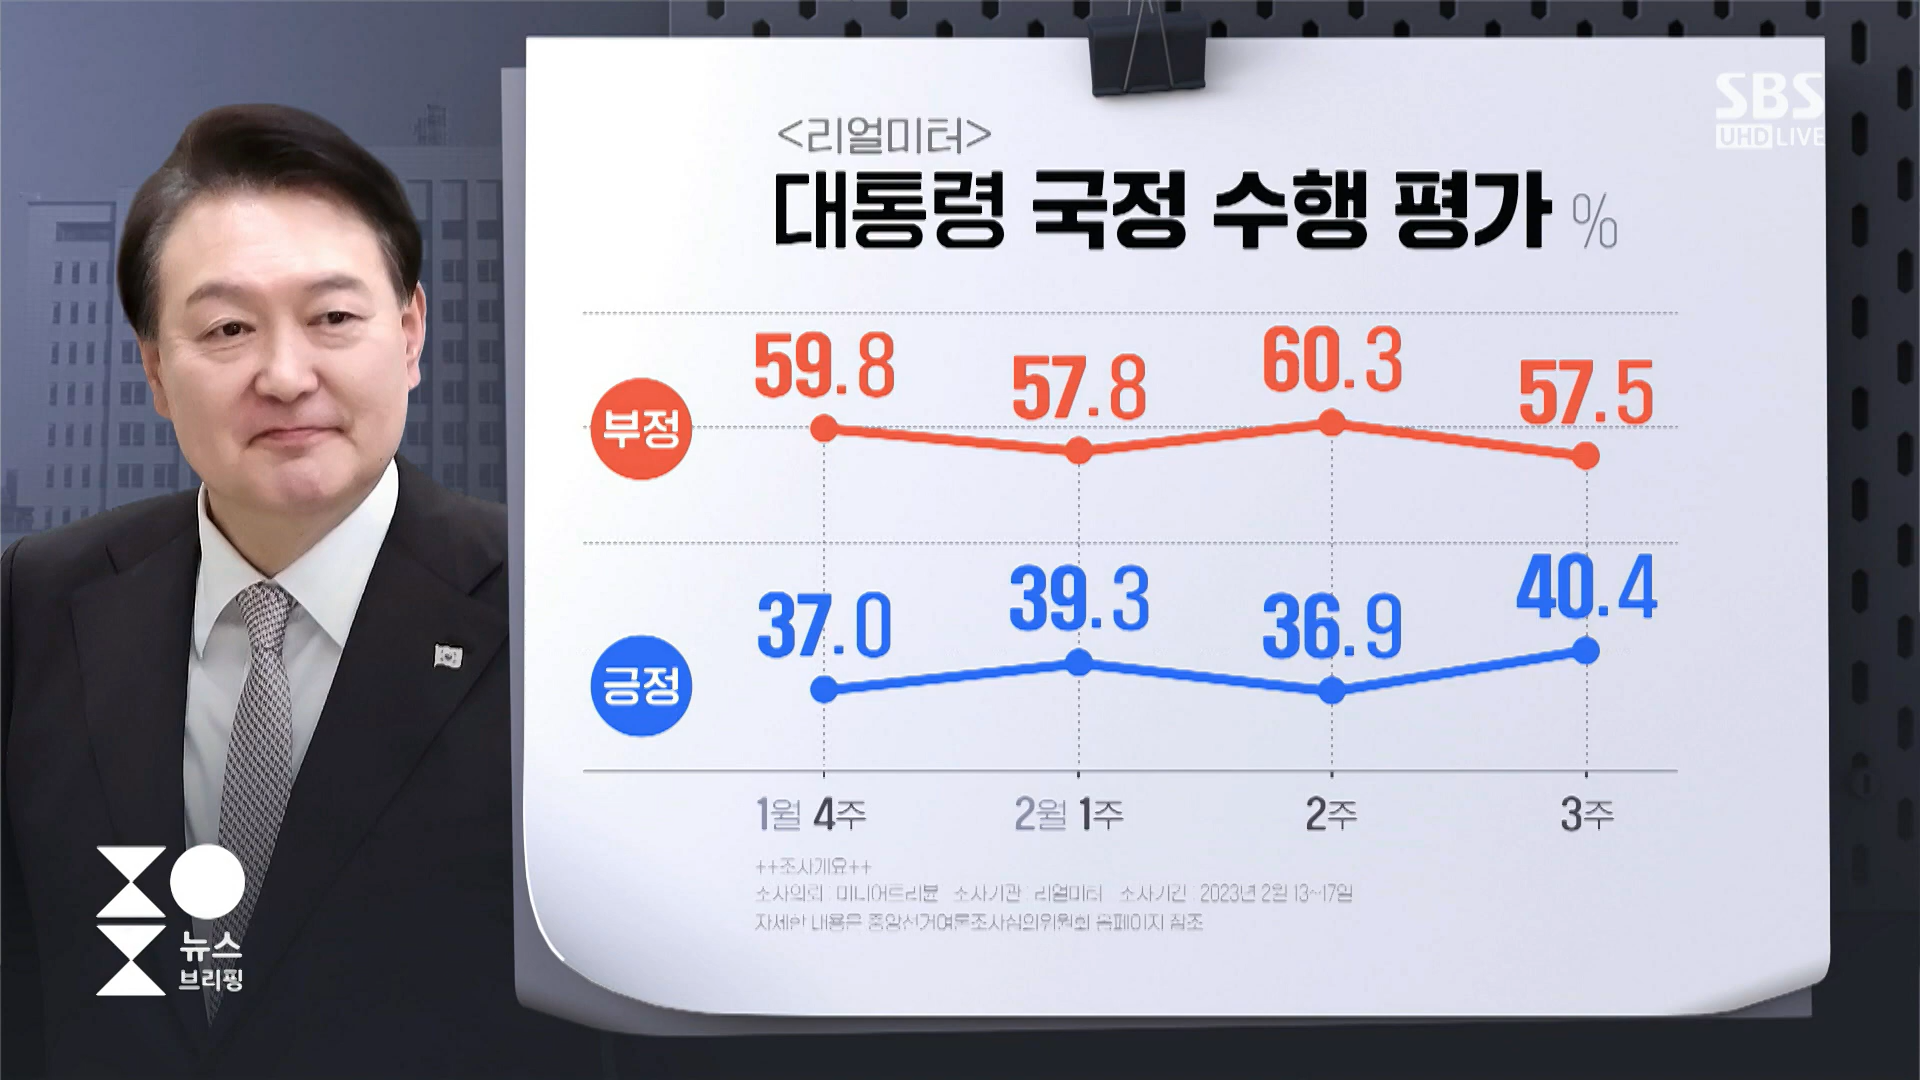 SBS
UHD LIVE
<리얼미터>
대통령 국정 수행 평가 %
59.8 57.8 60.3 57.5
부정
37.0 39.3 36.9 40.4
긍정
1월 4주 2월 1주 2주 3주
++조사개요++
조사의뢰 : 미디어트리뷴 조사기관 : 리얼미터 조사기간 : 2023년 2월 13~17일
자세한 내용은 중앙선거여론조사심의위원회 홈페이지 참조
뉴스
브리핑